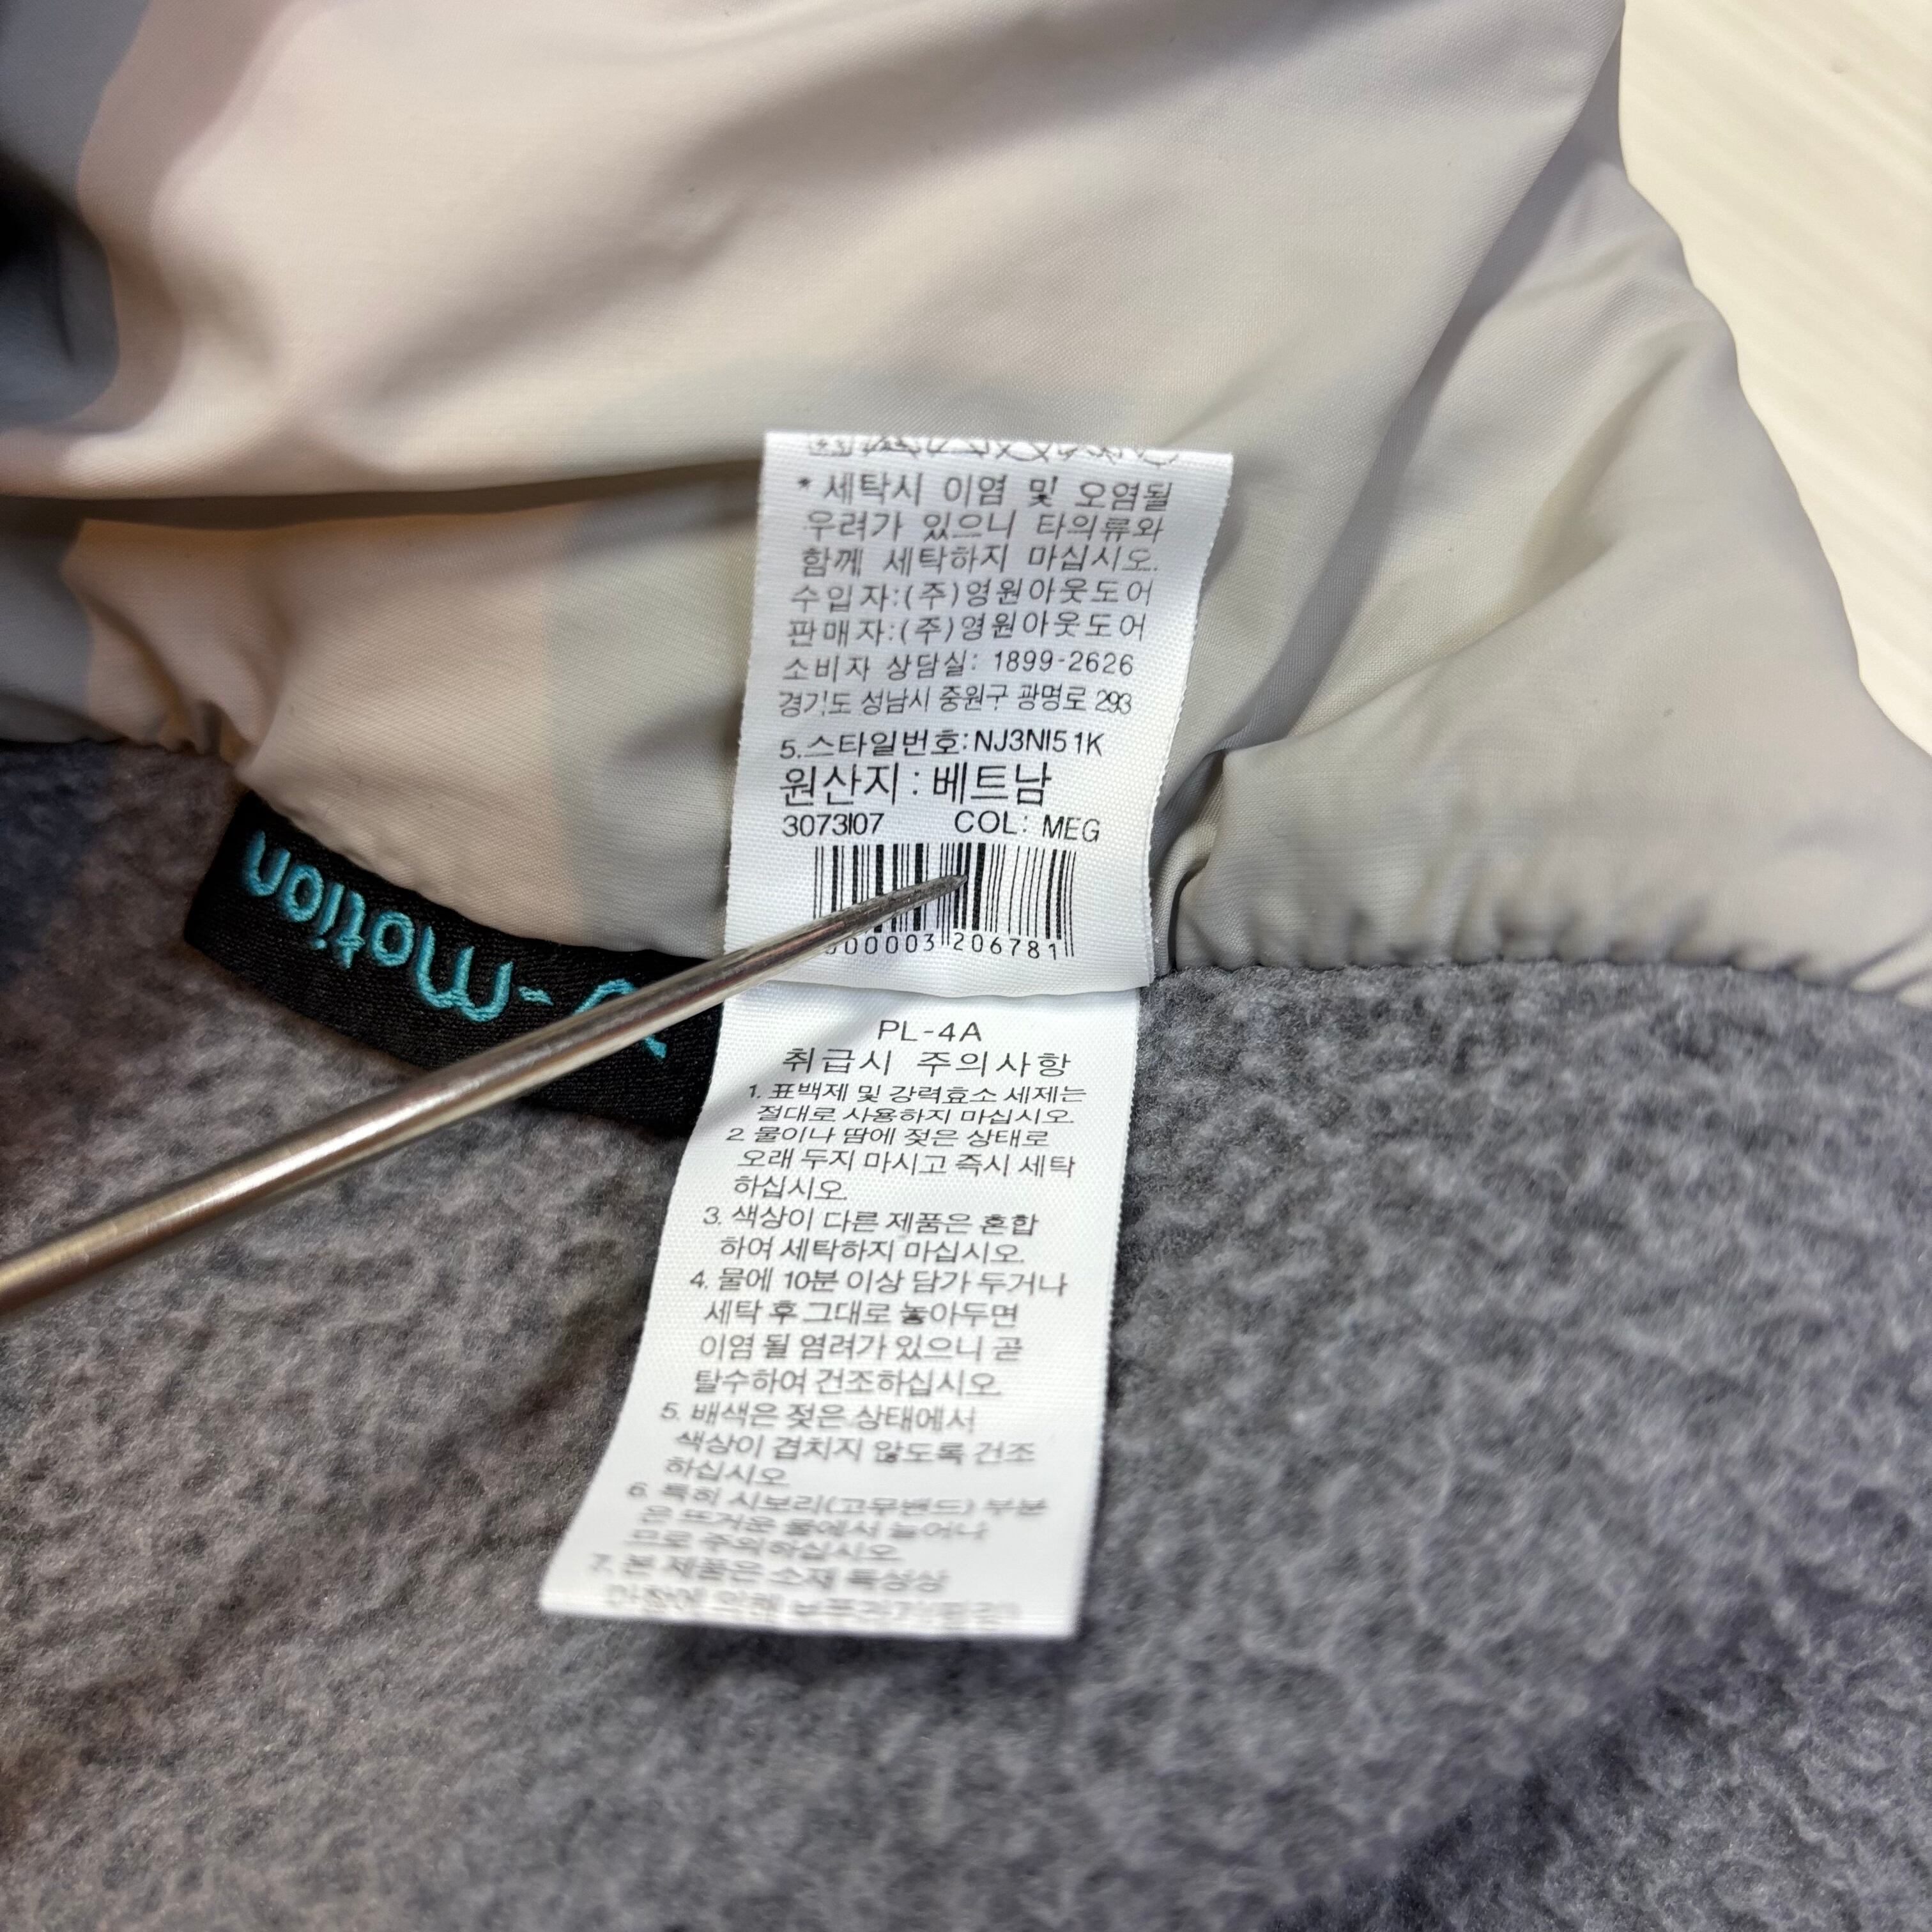 * 세탁시 이염 및 오염될
우려가 있으니 타의류와
함께 세탁하지 마십시오.
수입자:(주)영원아웃도어
판매자:(주)영원아웃도어
소비자 상담실: 1899-2626
경기도 성남시 중원구 광명로 293
5.스타일번호:NJ3NI51K
원산지 : 베트남
3073I07 COL: MEG
00003 206781
-motion
PL-4A
취급시 주의사항
1. 표백제 및 강력효소 세제는
절대로 사용하지 마십시오.
2 물이나 땀에 젖은 상태로
오래 두지 마시고 즉시 세탁
하십시오.
3. 색상이 다른 제품은 혼합
하여 세탁하지 마십시오.
4. 물에 10분 이상 담가 두거나
세탁 후 그대로 놓아두면
이염 될 염려가 있으니 곧
탈수하여 건조하십시오.
5. 배색은 젖은 상태에서
색상이 겹치지 않도록 건조
하십시오.
6. 특히 시보리(고무밴드) 부분
은 뜨거운 물에서 늘어나
므로 주의하십시오.
7. 본 제품은 소재 특성상